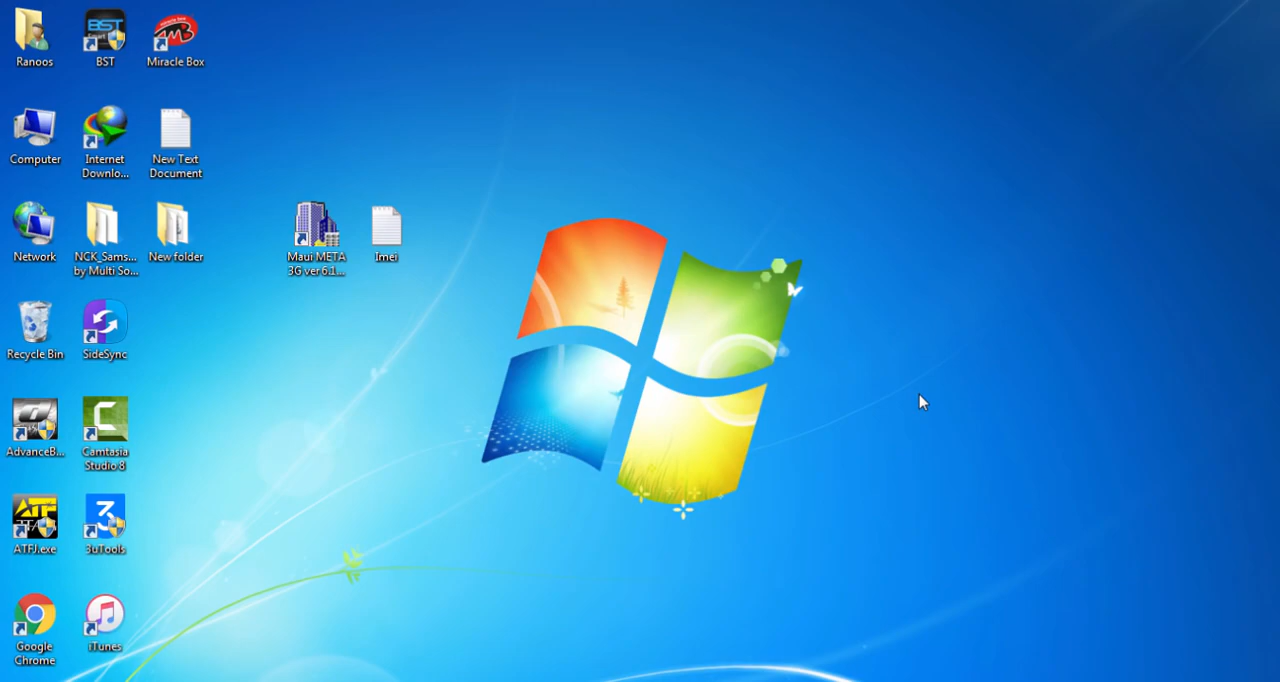 Ranoos
BST
Miracle Box
Computer
Internet
Downlo...
New Text
Document
Network
NCK_Sams...
by Multi So...
New folder
Maui META
3G ver 6.1...
Imei
Recycle Bin
SideSync
AdvanceB...
Camtasia
Studio 8
ATFJ.exe
3uTools
Google
Chrome
iTunes